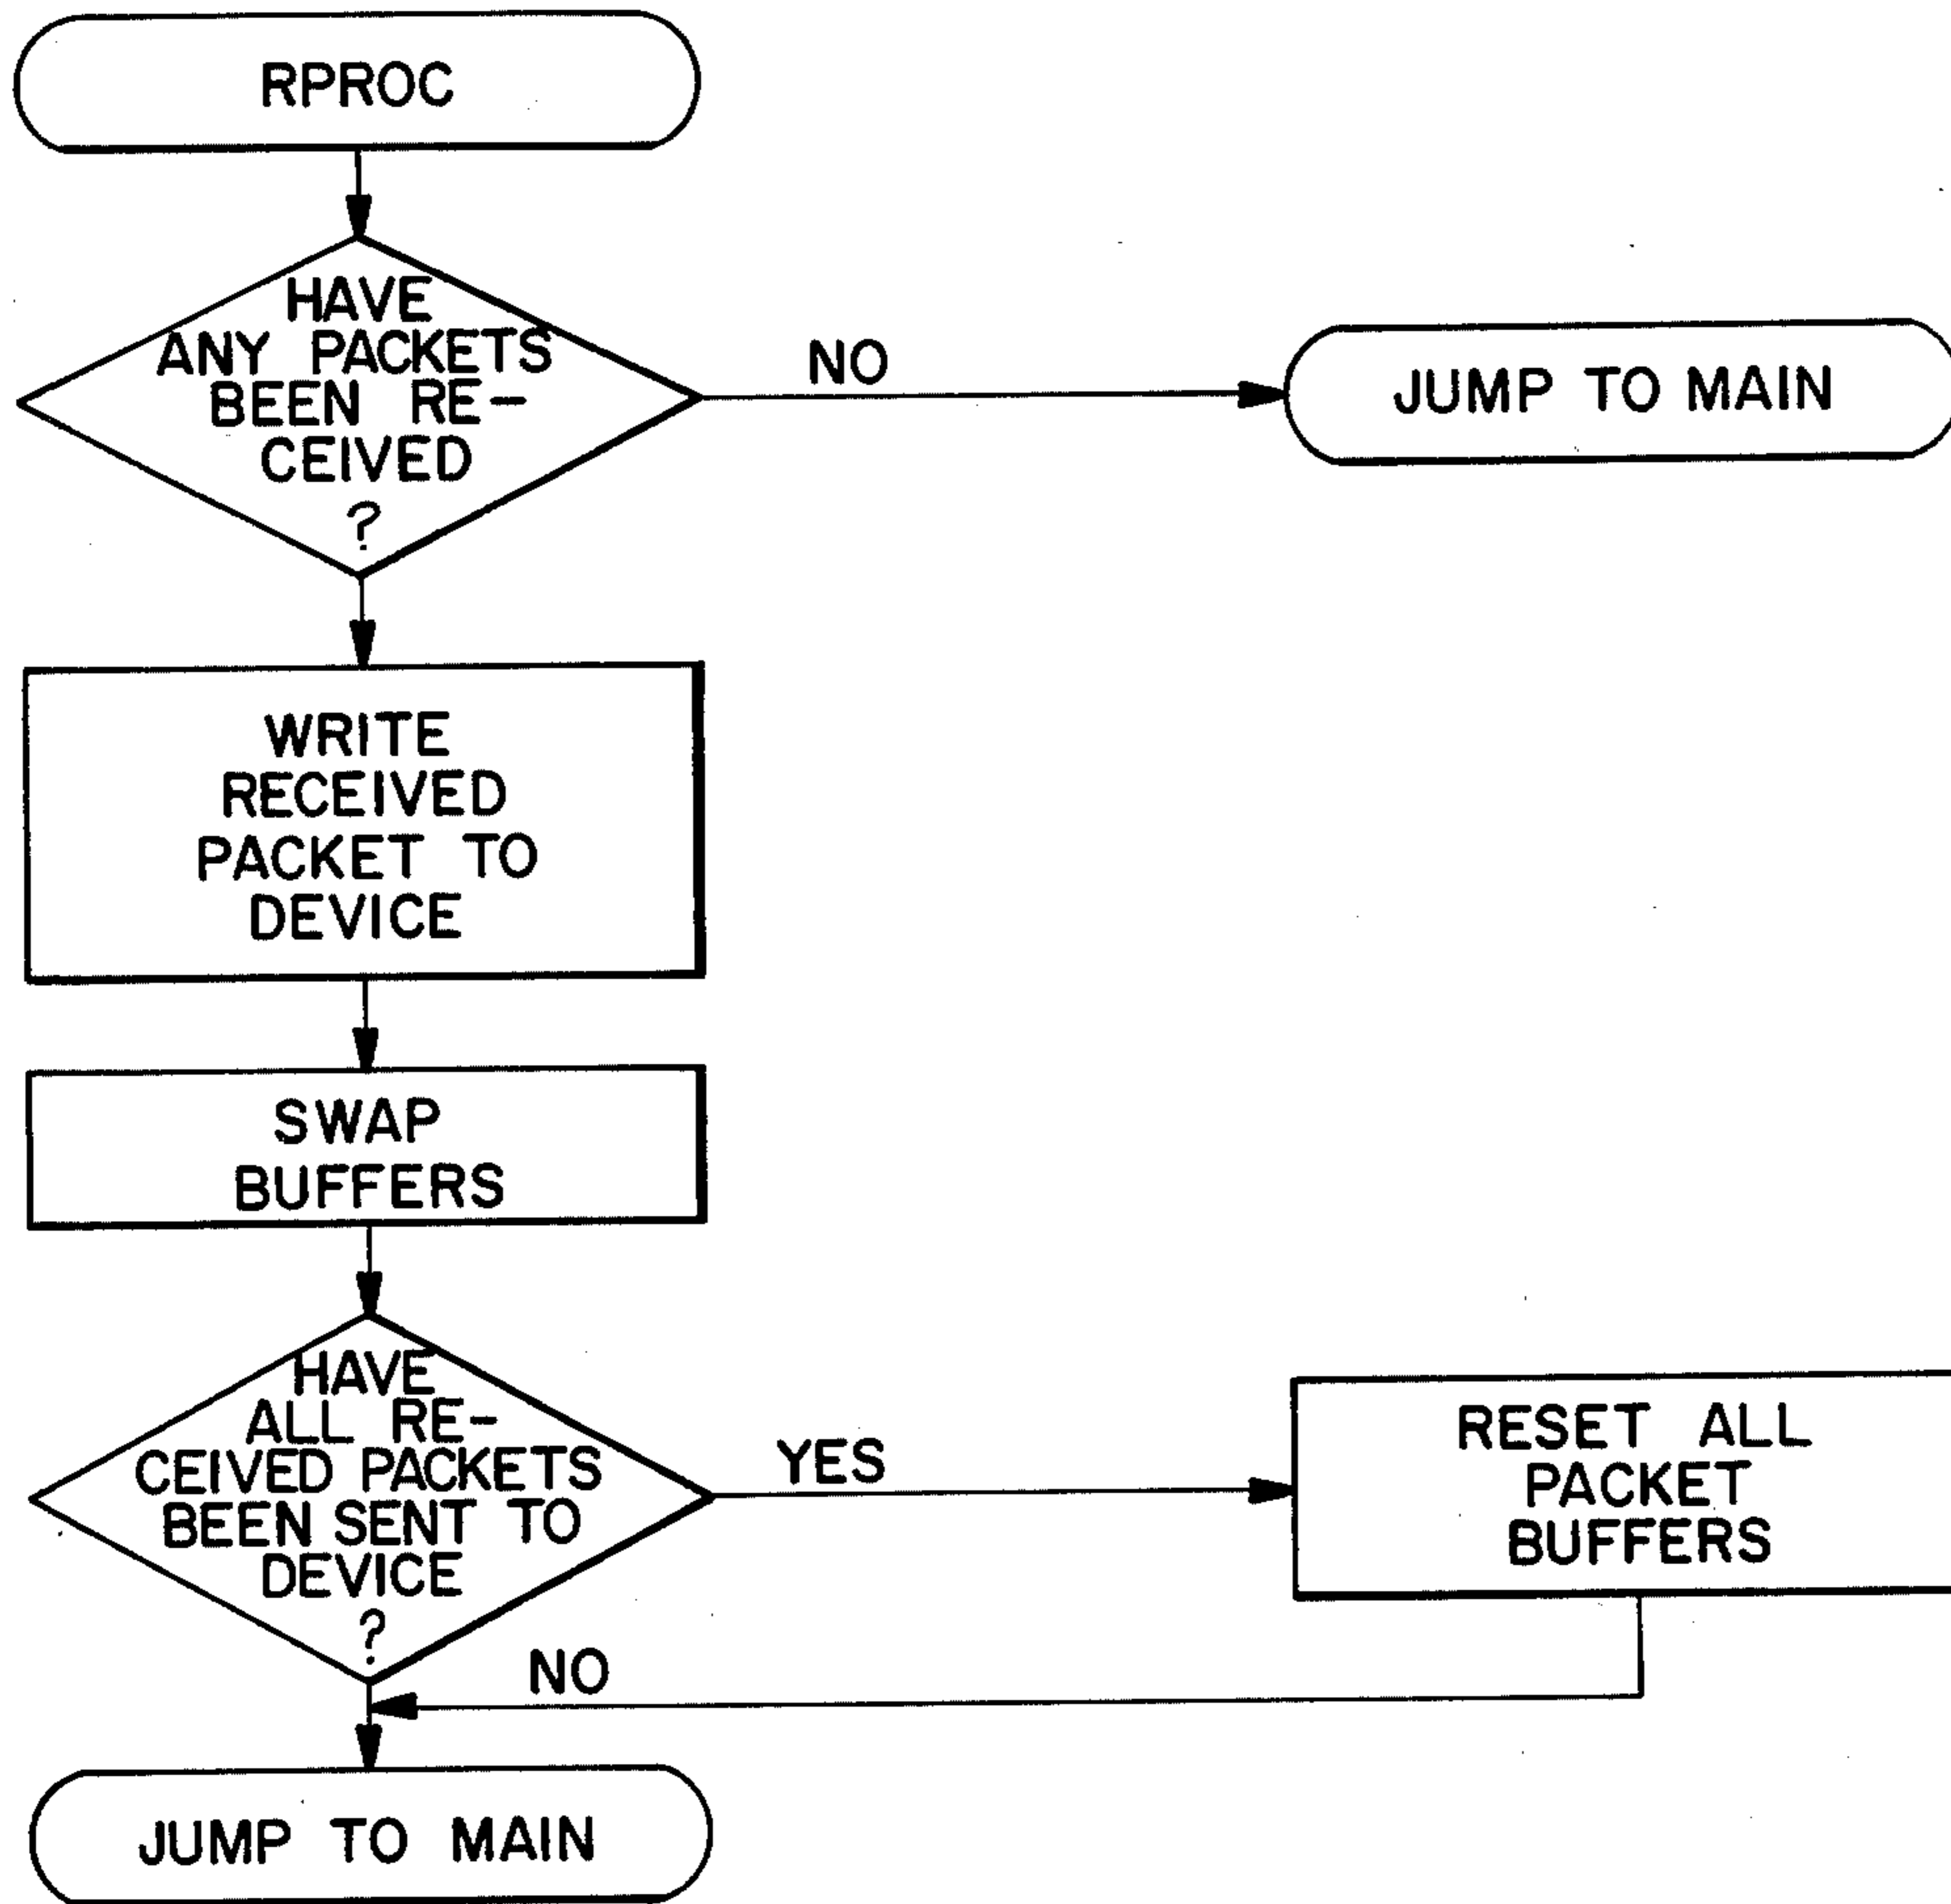 RPROC
HAVE
ANY PACKETS
BEEN RE-
CEIVED
?
NO
JUMP TO MAIN
WRITE
RECEIVED
PACKET TO
DEVICE
SWAP
BUFFERS
HAVE
ALL RE-
CEIVED PACKETS
BEEN SENT TO
DEVICE
?
YES
RESET ALL
PACKET
BUFFERS
NO
JUMP TO MAIN